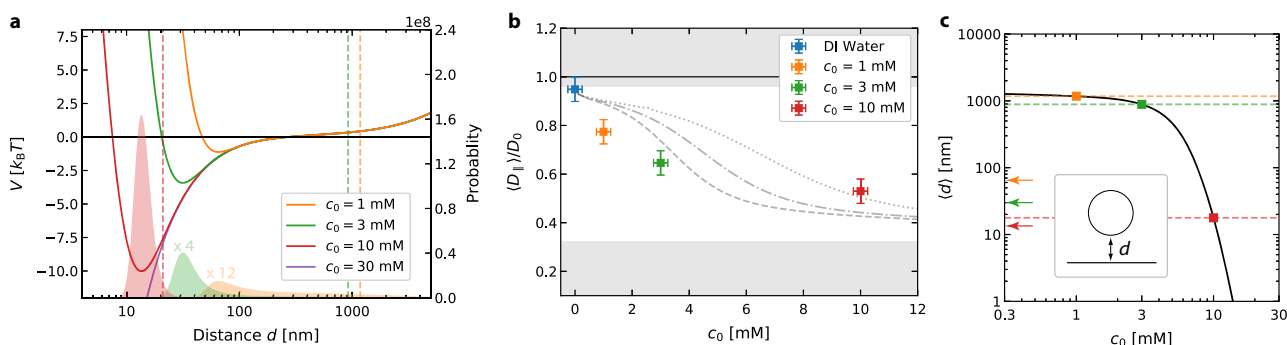 a
1e8
7.5
5.0
2.5
0.0
−2.5
−5.0
−7.5
−10.0
V [kBT]
2.4
2.0
1.6
1.2
0.8
0.4
0.0
Probablity
x 4
x 12
c0 = 1 mM
c0 = 3 mM
c0 = 10 mM
c0 = 30 mM
10
100
1000
Distance d [nm]
b
1.2
1.0
0.8
0.6
0.4
0.2
⟨D∥⟩/D0
DI Water
c0 = 1 mM
c0 = 3 mM
c0 = 10 mM
0
2
4
6
8
10
12
c0 [mM]
c
10000
1000
100
10
1
⟨d⟩ [nm]
d
0.3
1
3
10
30
c0 [mM]